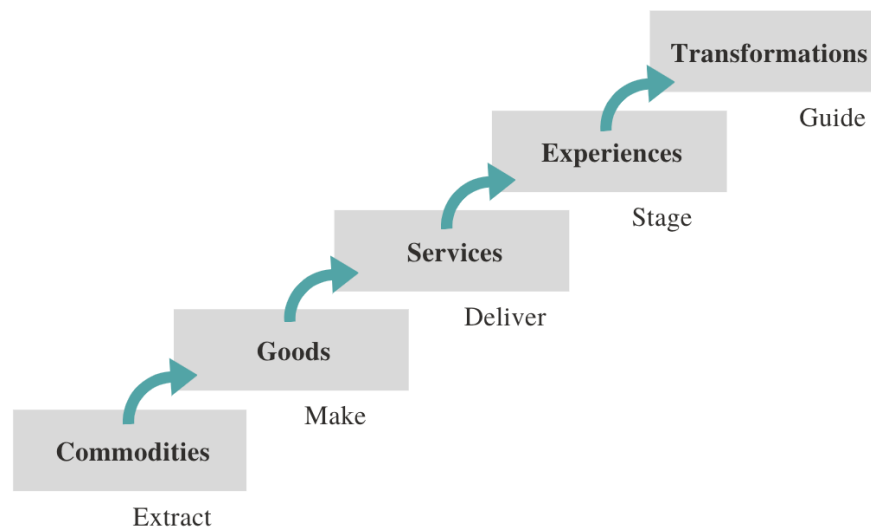 Transformations
Guide
Experiences
Stage
Services
Deliver
Goods
Make
Commodities
Extract